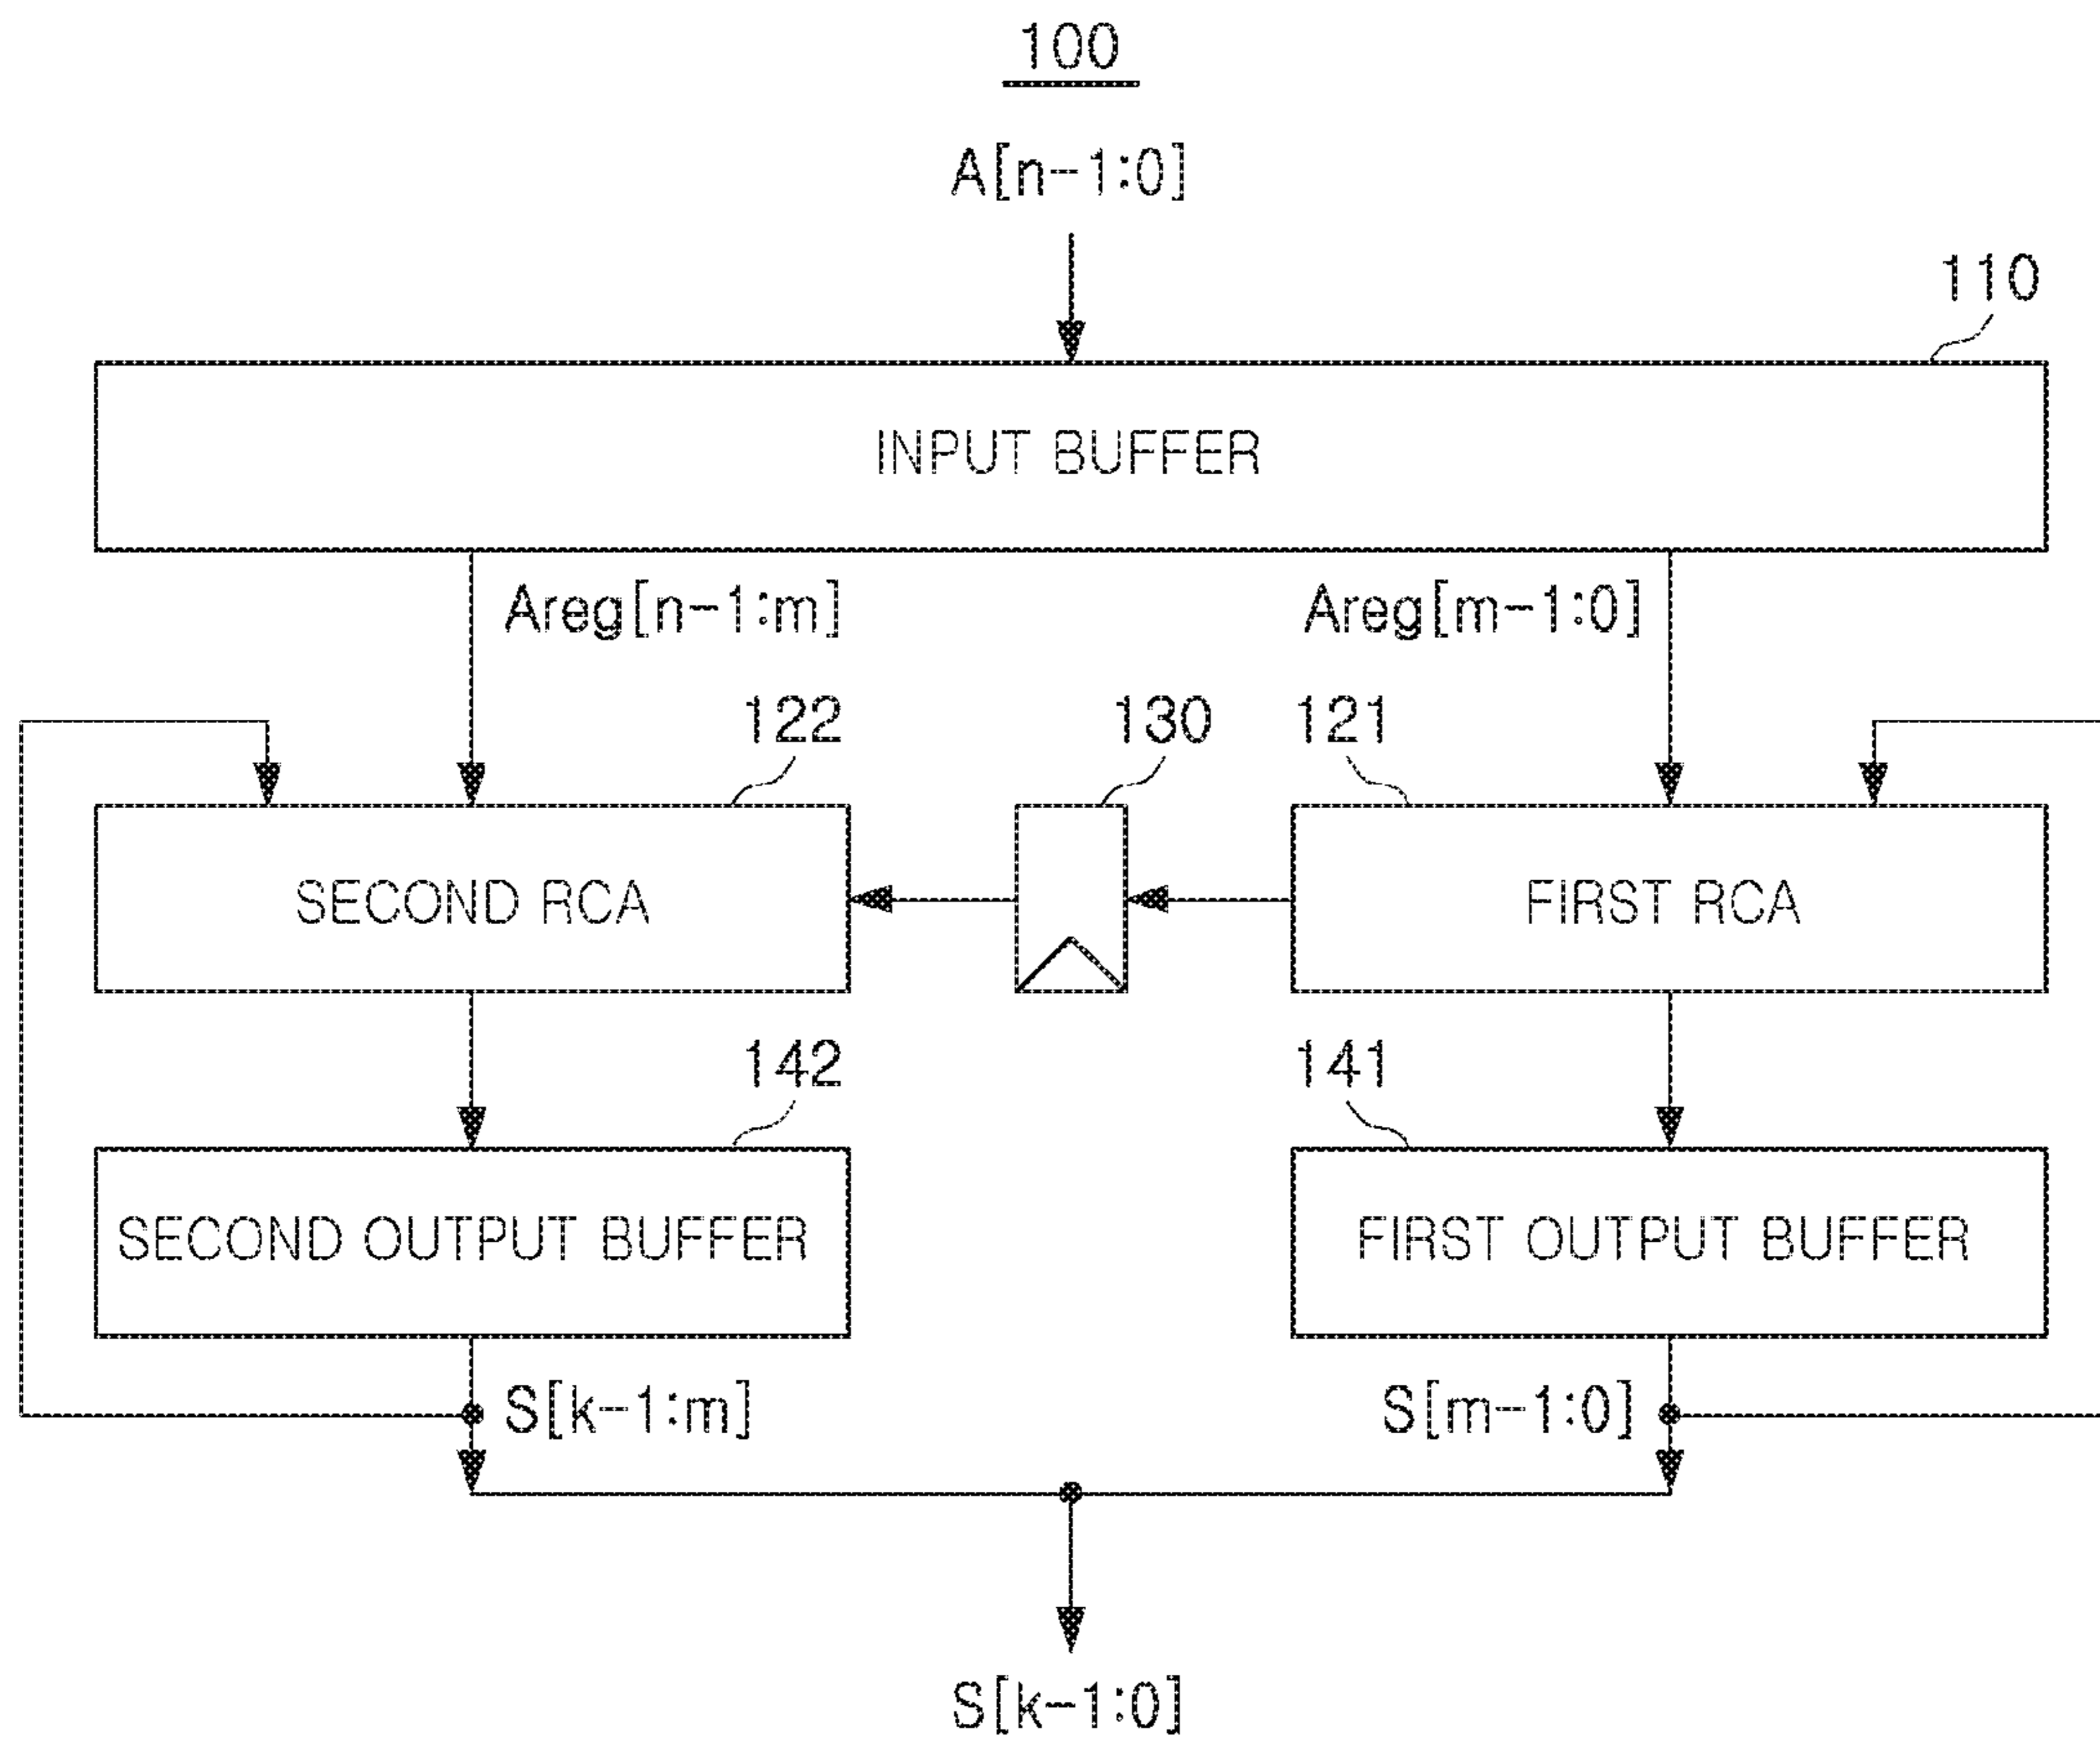 100
A[n-1:0]
110
INPUT BUFFER
Areg[n-1:m]
Areg[m-1:0]
122
130
121
SECOND RCA
FIRST RCA
142
141
SECOND OUTPUT BUFFER
FIRST OUTPUT BUFFER
S[k-1:m]
S[m-1:0]
S[k-1:0]